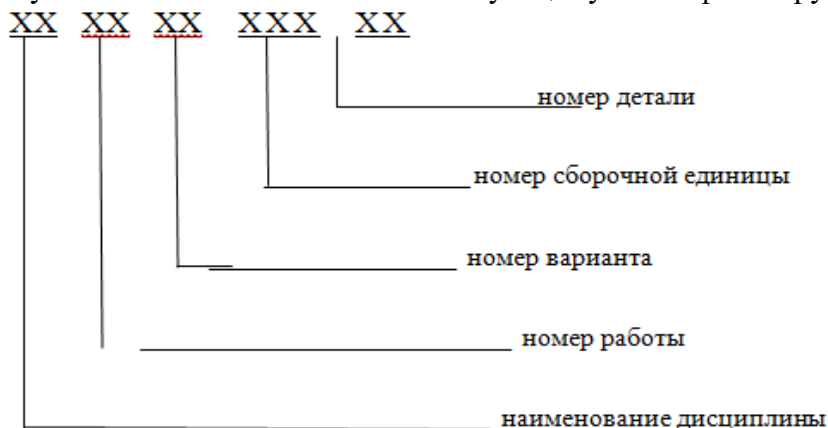 XX XX XX XXX XX
номер детали
номер сборочной единицы
номер варианта
номер работы
наименование дисциплины